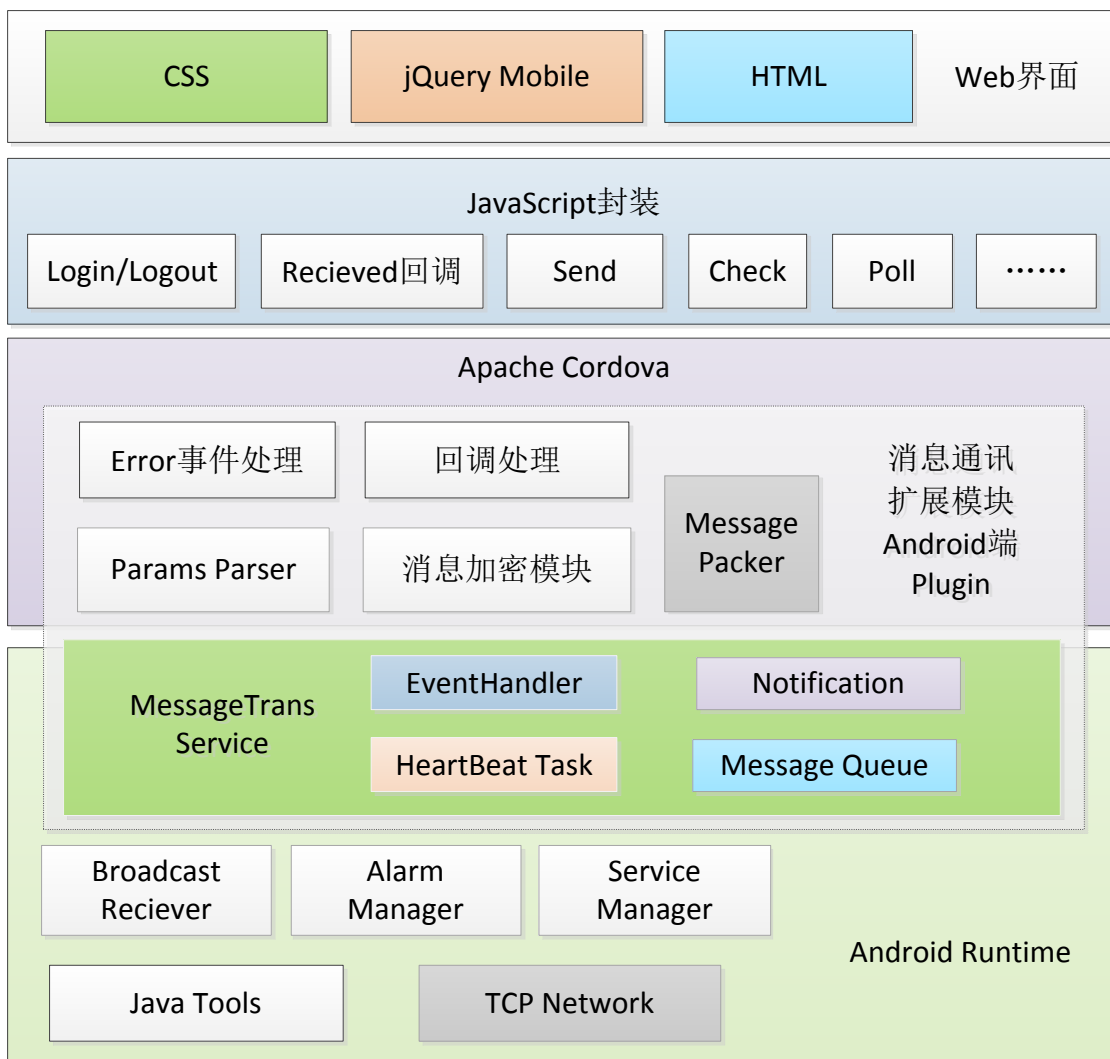 CSS
jQuery Mobile
HTML
Web界面
JavaScript封装
Login/Logout
Recieved回调
Send
Check
Poll
······
Apache Cordova
Error事件处理
回调处理
Params Parser
消息加密模块
Message
Packer
消息通讯
扩展模块
Android端
Plugin
MessageTrans
Service
EventHandler
Notification
HeartBeat Task
Message Queue
Broadcast
Reciever
Alarm
Manager
Service
Manager
Android Runtime
Java Tools
TCP Network